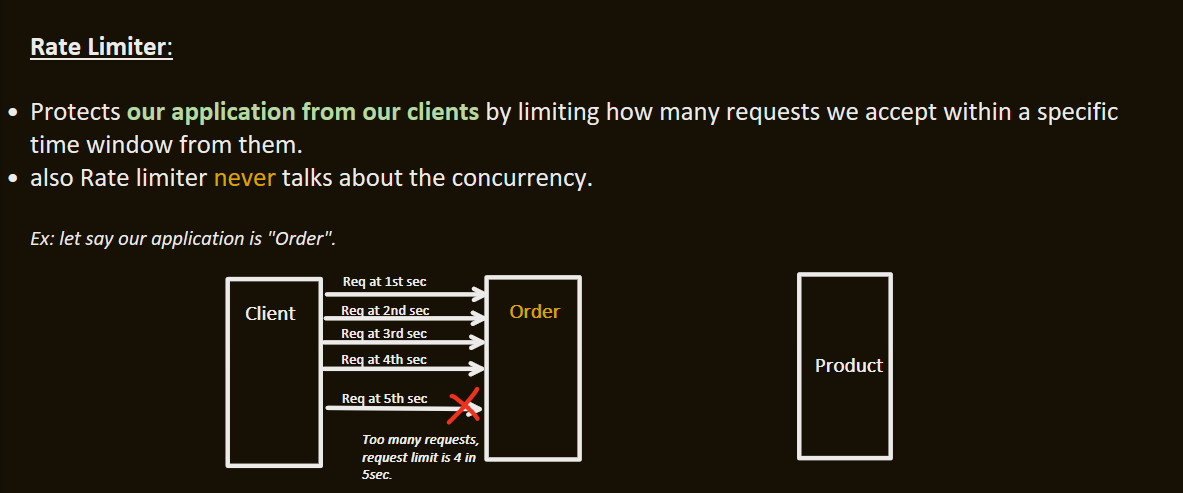 Rate Limiter:
• Protects our application from our clients by limiting how many requests we accept within a specific
time window from them.
• also Rate limiter never talks about the concurrency.
Ex: let say our application is "Order".
Client
Req at 1st sec
Req at 2nd sec
Req at 3rd sec
Req at 4th sec
Req at 5th sec
Too many requests,
request limit is 4 in
5sec.
Order
Product